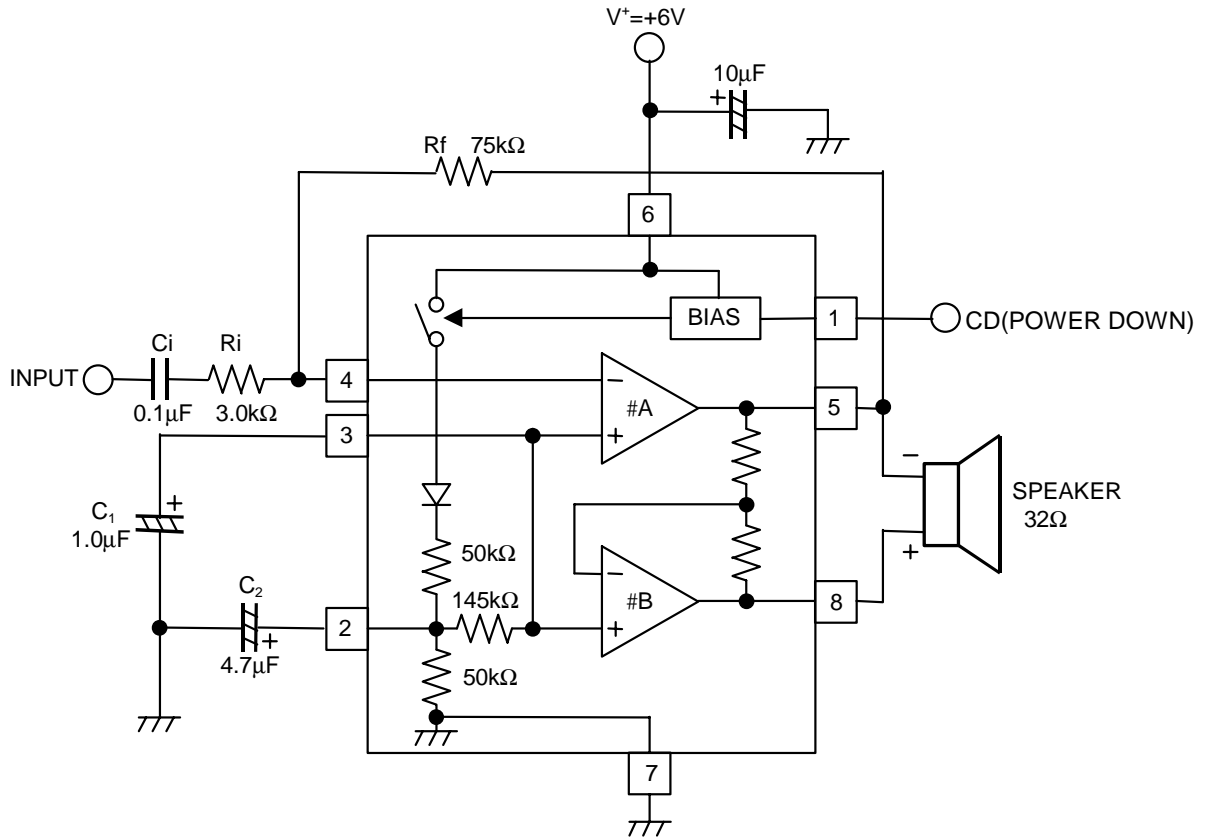 V+=+6V
10µF
Rf 75kΩ
6
BIAS
1
CD(POWER DOWN)
Ci Ri
INPUT
4
−
#A
5
0.1µF 3.0kΩ
3
+
−
SPEAKER
32Ω
C1
+
1.0µF
50kΩ
−
+
C2
145kΩ
#B
8
2
+
+
4.7µF
50kΩ
7
+